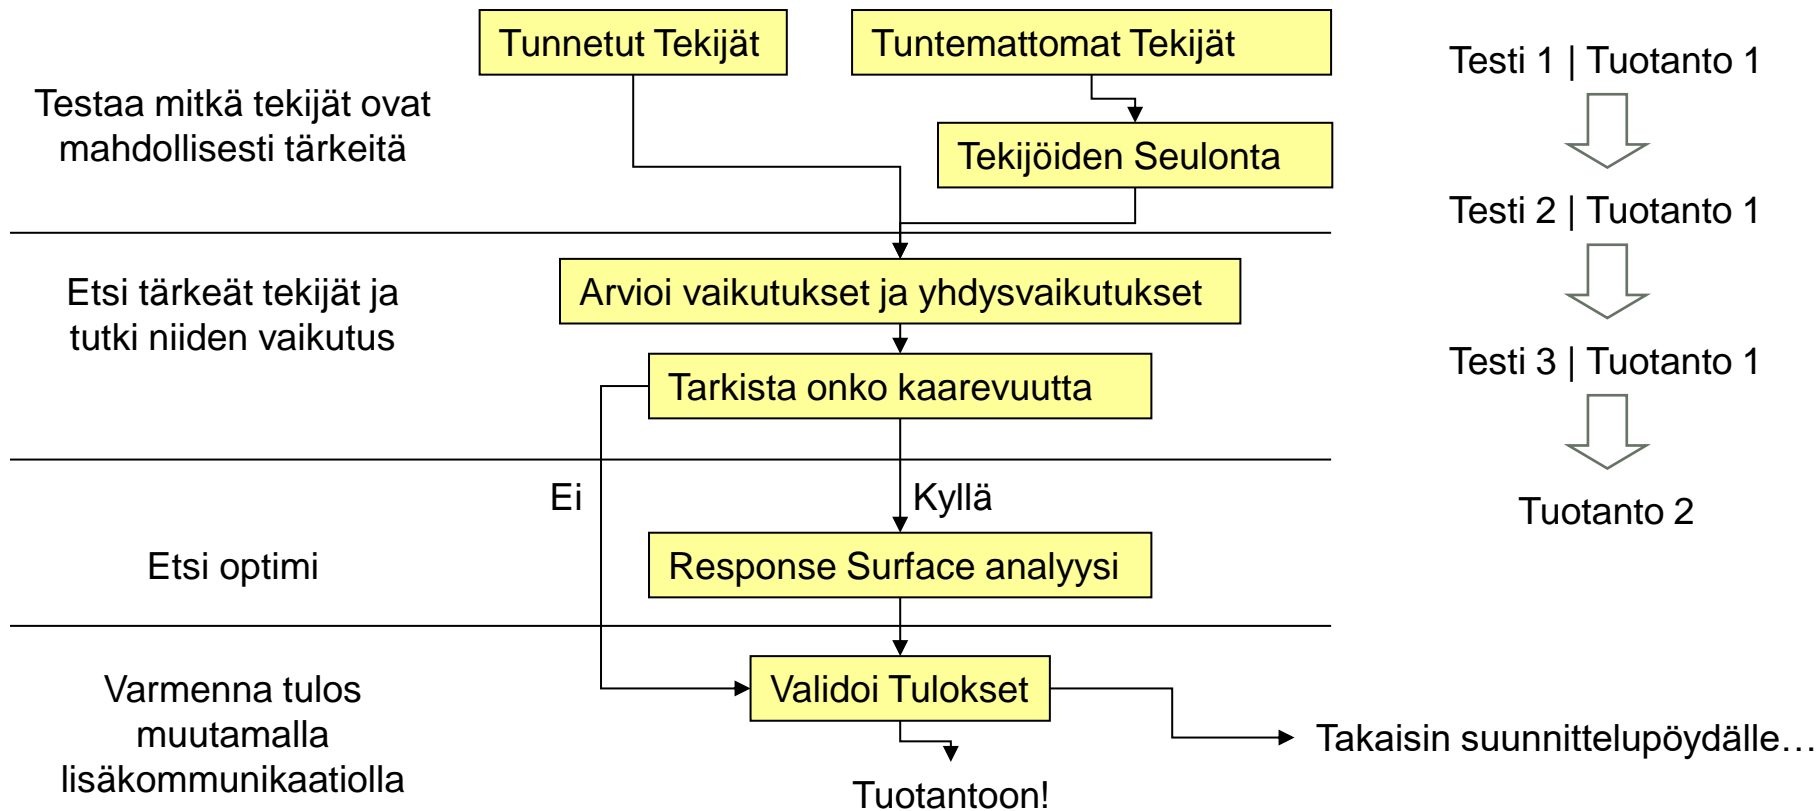 Tunnetut Tekijät
Tuntemattomat Tekijät
Testi 1 | Tuotanto 1
Testaa mitkä tekijät ovat
mahdollisesti tärkeitä
Tekijöiden Seulonta
Testi 2 | Tuotanto 1
Etsi tärkeät tekijät ja
tutki niiden vaikutus
Arvioi vaikutukset ja yhdysvaikutukset
Tarkista onko kaarevuutta
Testi 3 | Tuotanto 1
Ei
Kyllä
Tuotanto 2
Etsi optimi
Response Surface analyysi
Varmenna tulos
muutamalla
lisäkommunikaatiolla
Validoi Tulokset
Takaisin suunnittelupöydälle…
Tuotantoon!